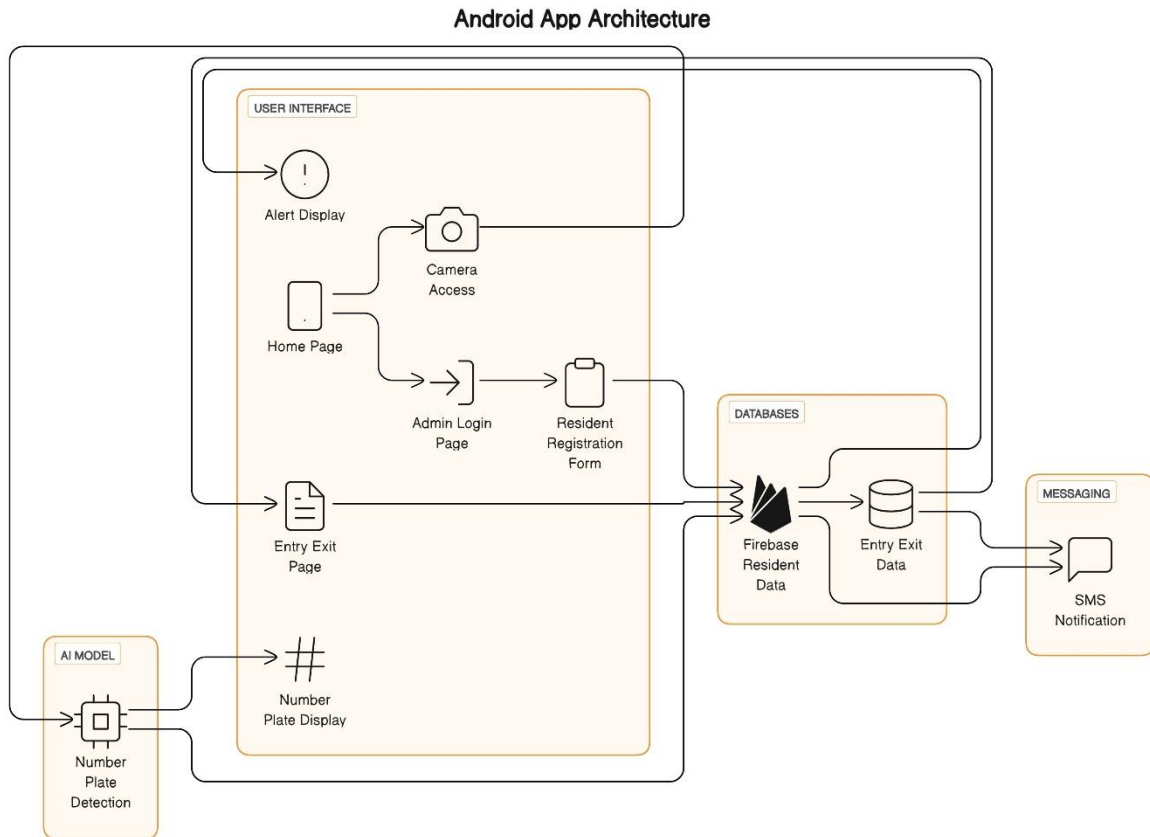 Android App Architecture
USER INTERFACE
Alert Display
Camera
Access
Home Page
Admin Login
Page
Resident
Registration
Form
DATABASES
MESSAGING
Entry Exit
Page
Firebase
Resident
Data
Entry Exit
Data
SMS
Notification
AI MODEL
Number
Plate Display
Number
Plate
Detection